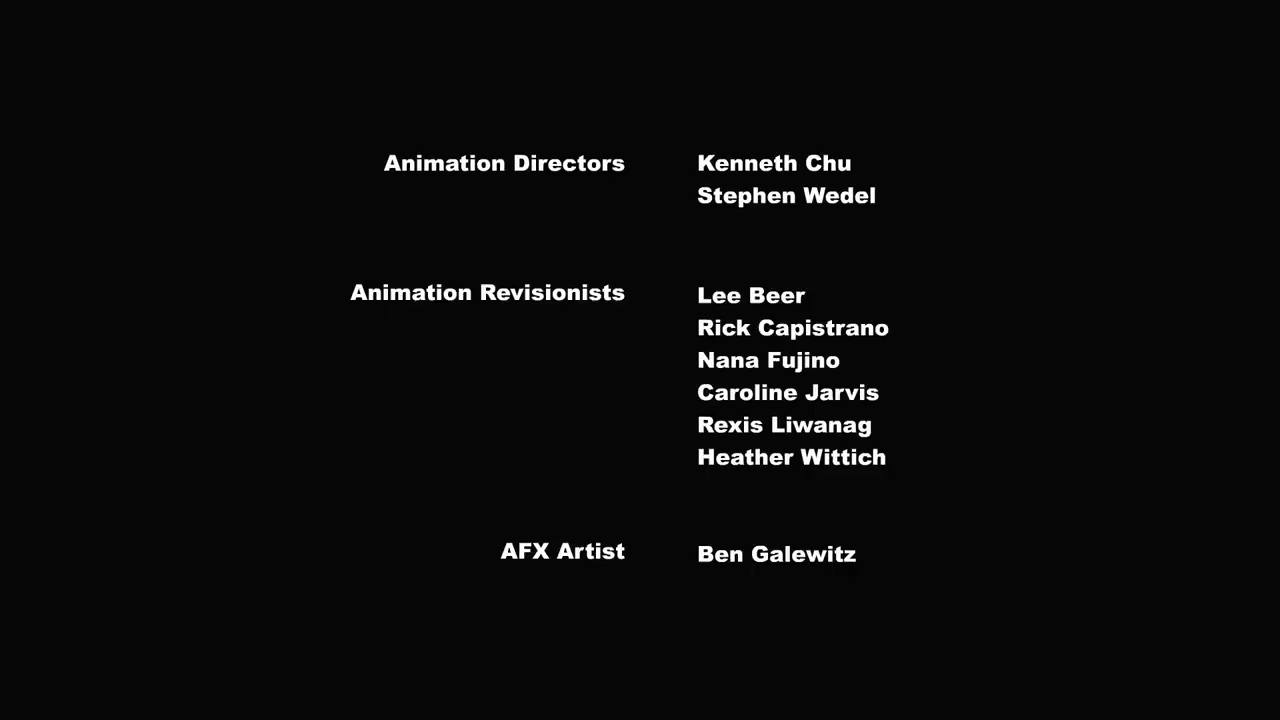 Animation Directors Kenneth Chu
Stephen Wedel
Animation Revisionists Lee Beer
Rick Capistrano
Nana Fujino
Caroline Jarvis
Rexis Liwanag
Heather Wittich
AFX Artist Ben Galewitz